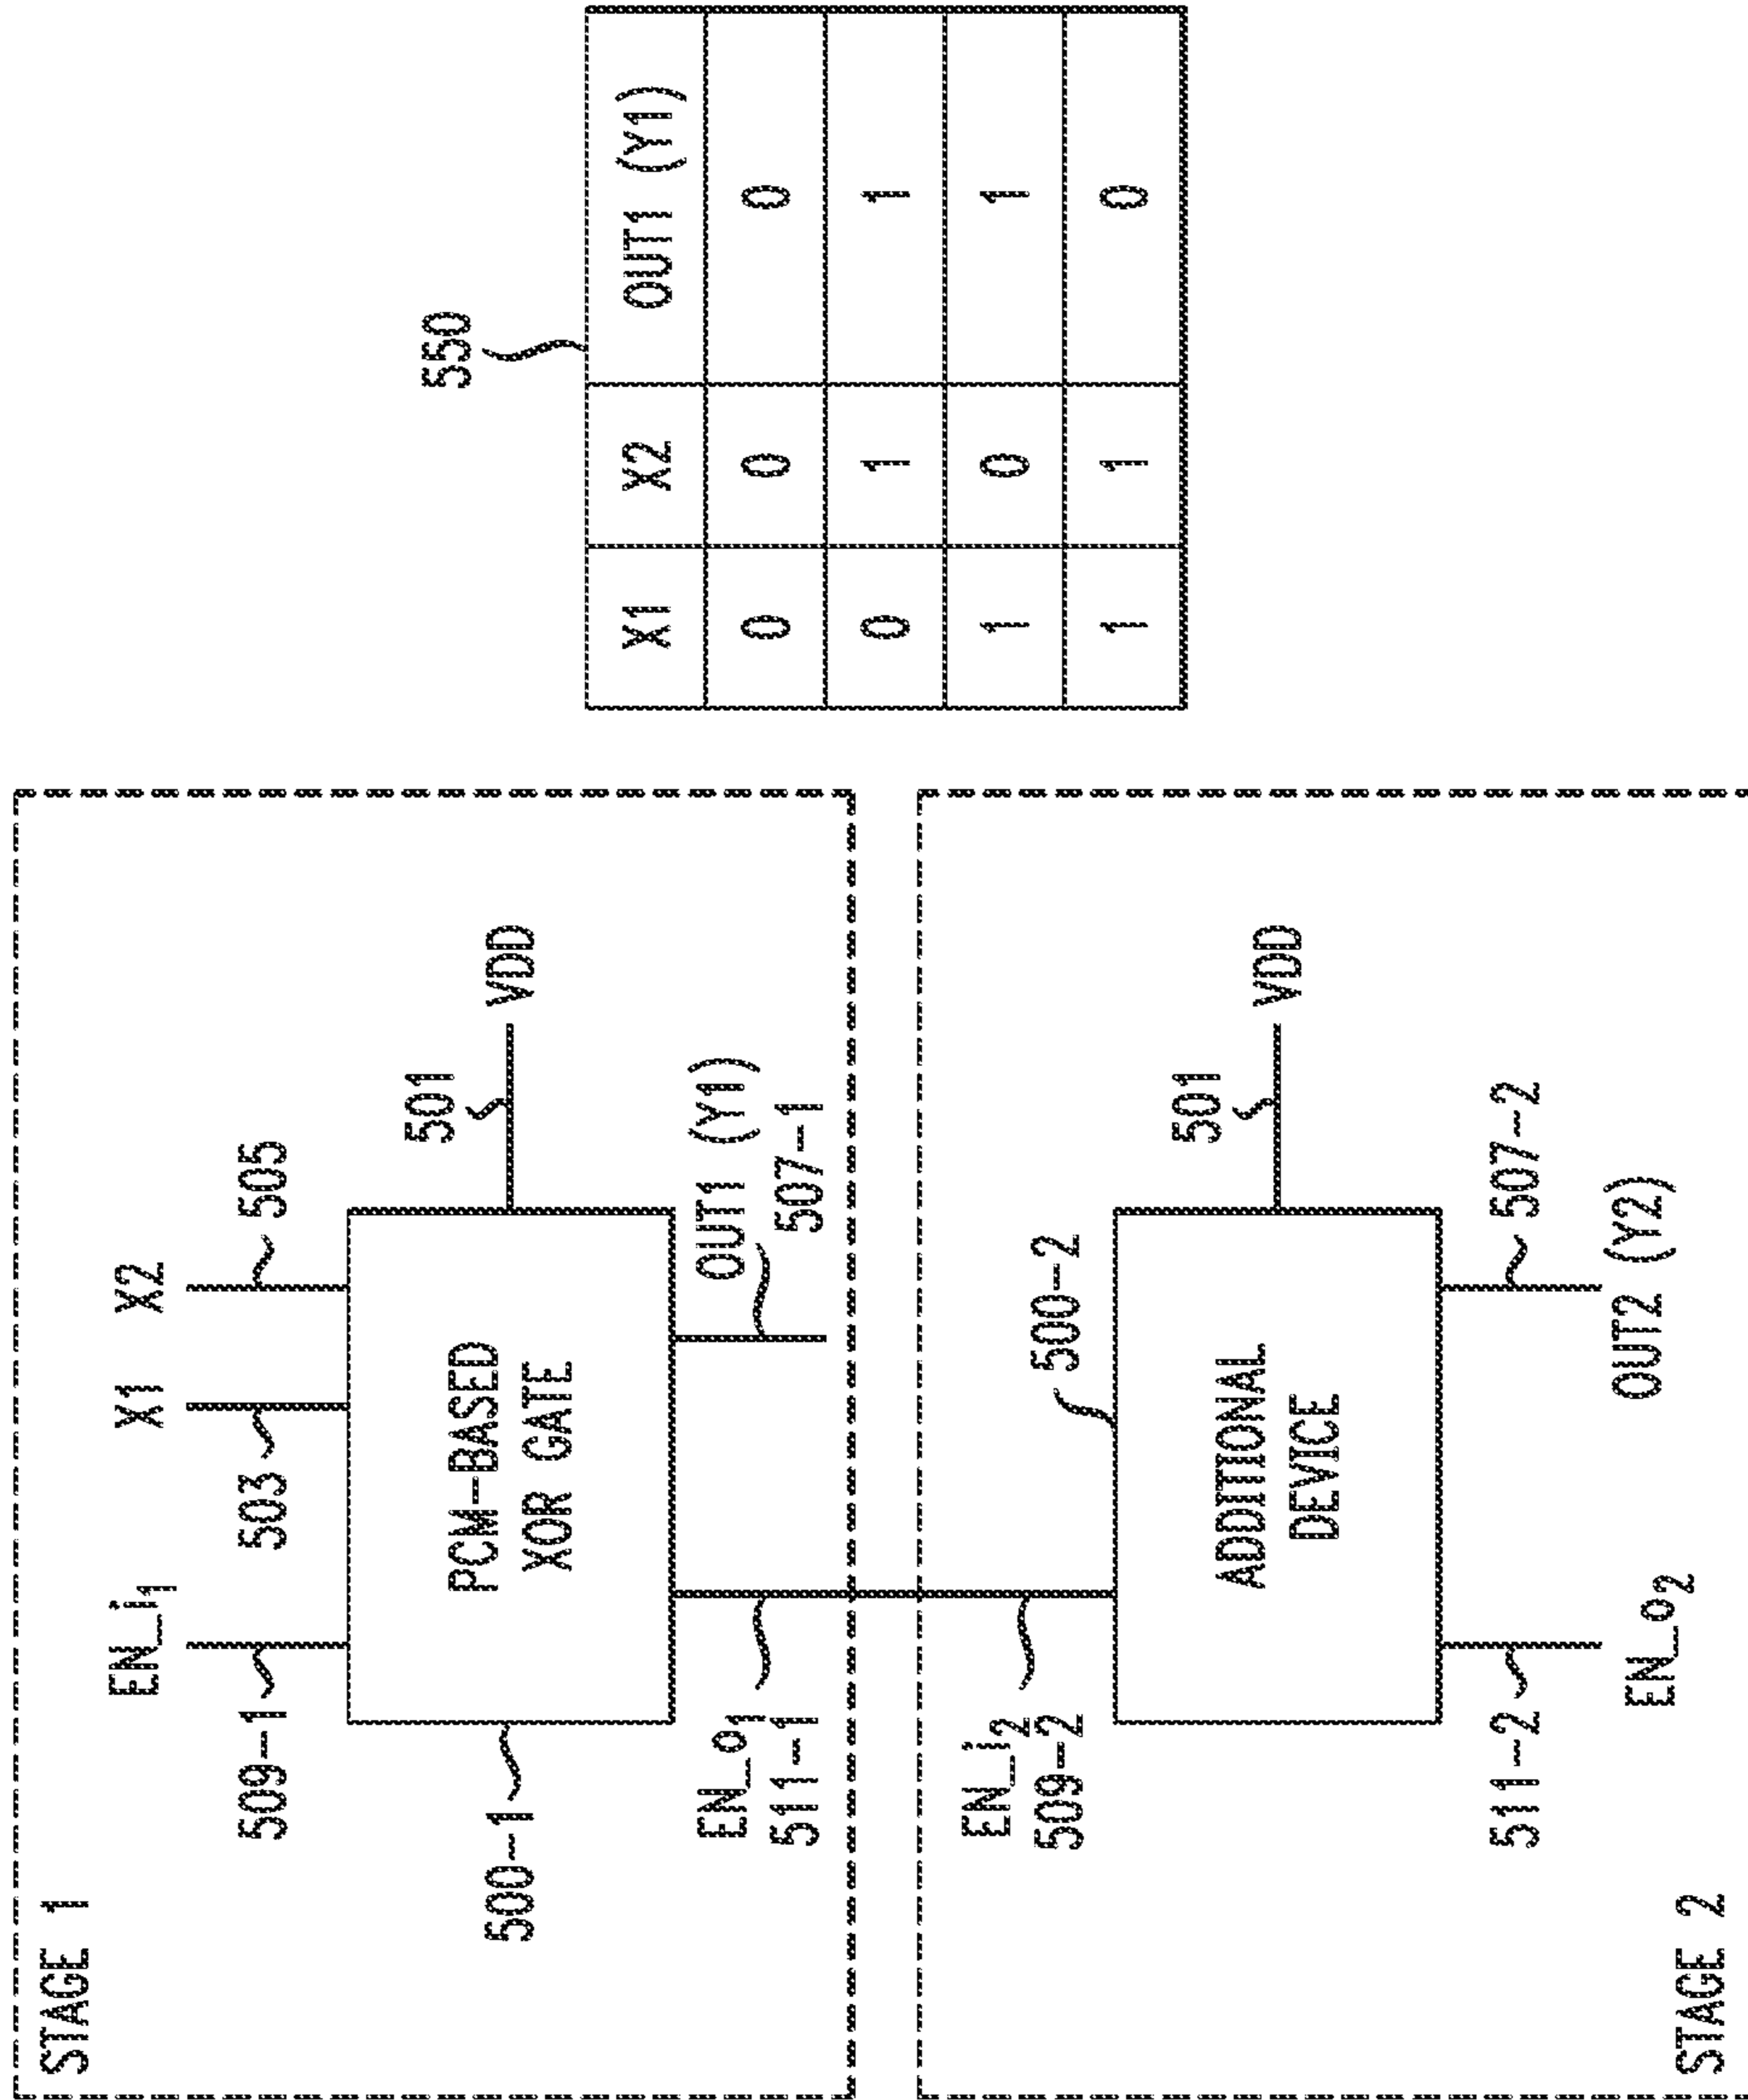 STAGE 1
EN_i1
X1 X2
509-1
503
505
501
VDD
PCM-BASED
XOR GATE
500-1
EN_o1
511-1
OUT1 (Y1)
507-1
EN_i2
509-2
500-2
501
VDD
ADDITIONAL
DEVICE
511-2
507-2
EN_o2
OUT2 (Y2)
STAGE 2
550
X1 X2 OUT1 (Y1)
0 0 0
0 1 1
1 0 1
1 1 0